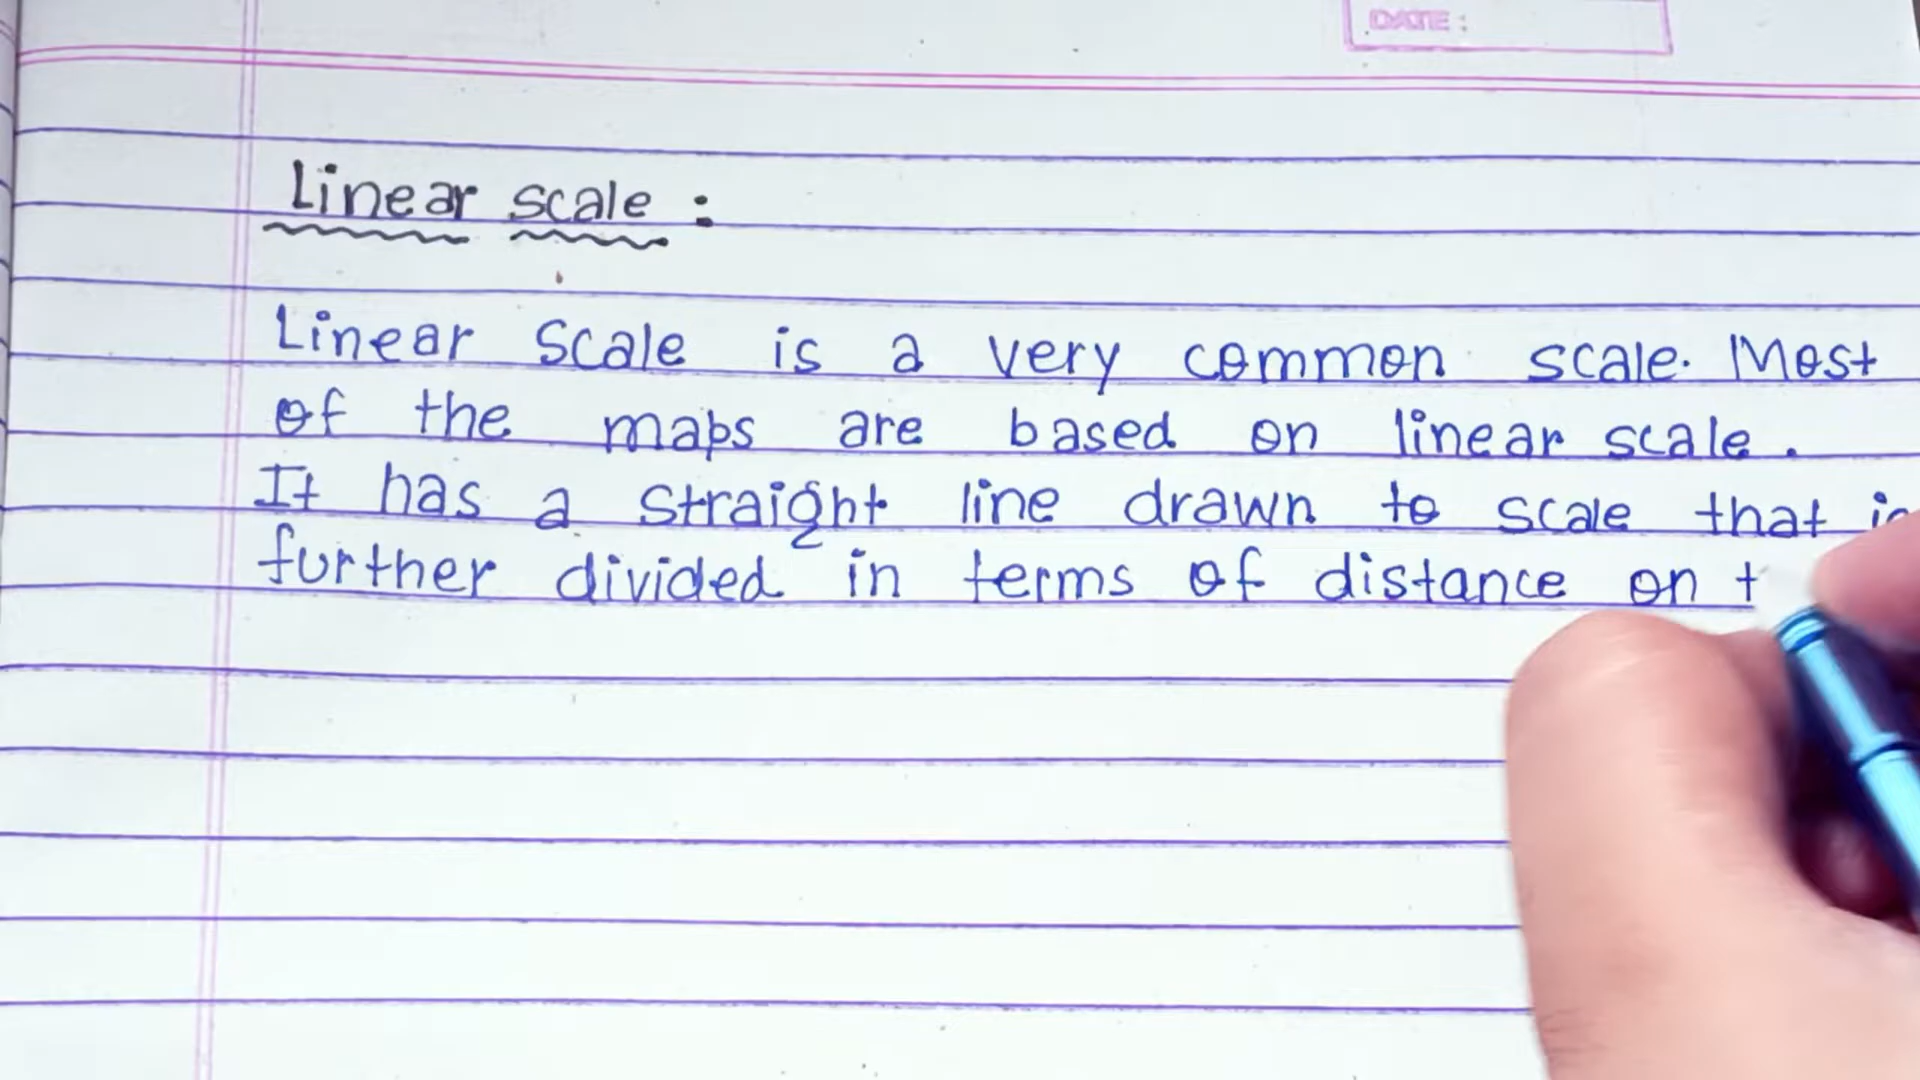 DATE :
Linear scale :
Linear Scale is a very common scale. Most
of the maps are based on linear scale.
It has a straight line drawn to scale that is
further divided in terms of distance on t